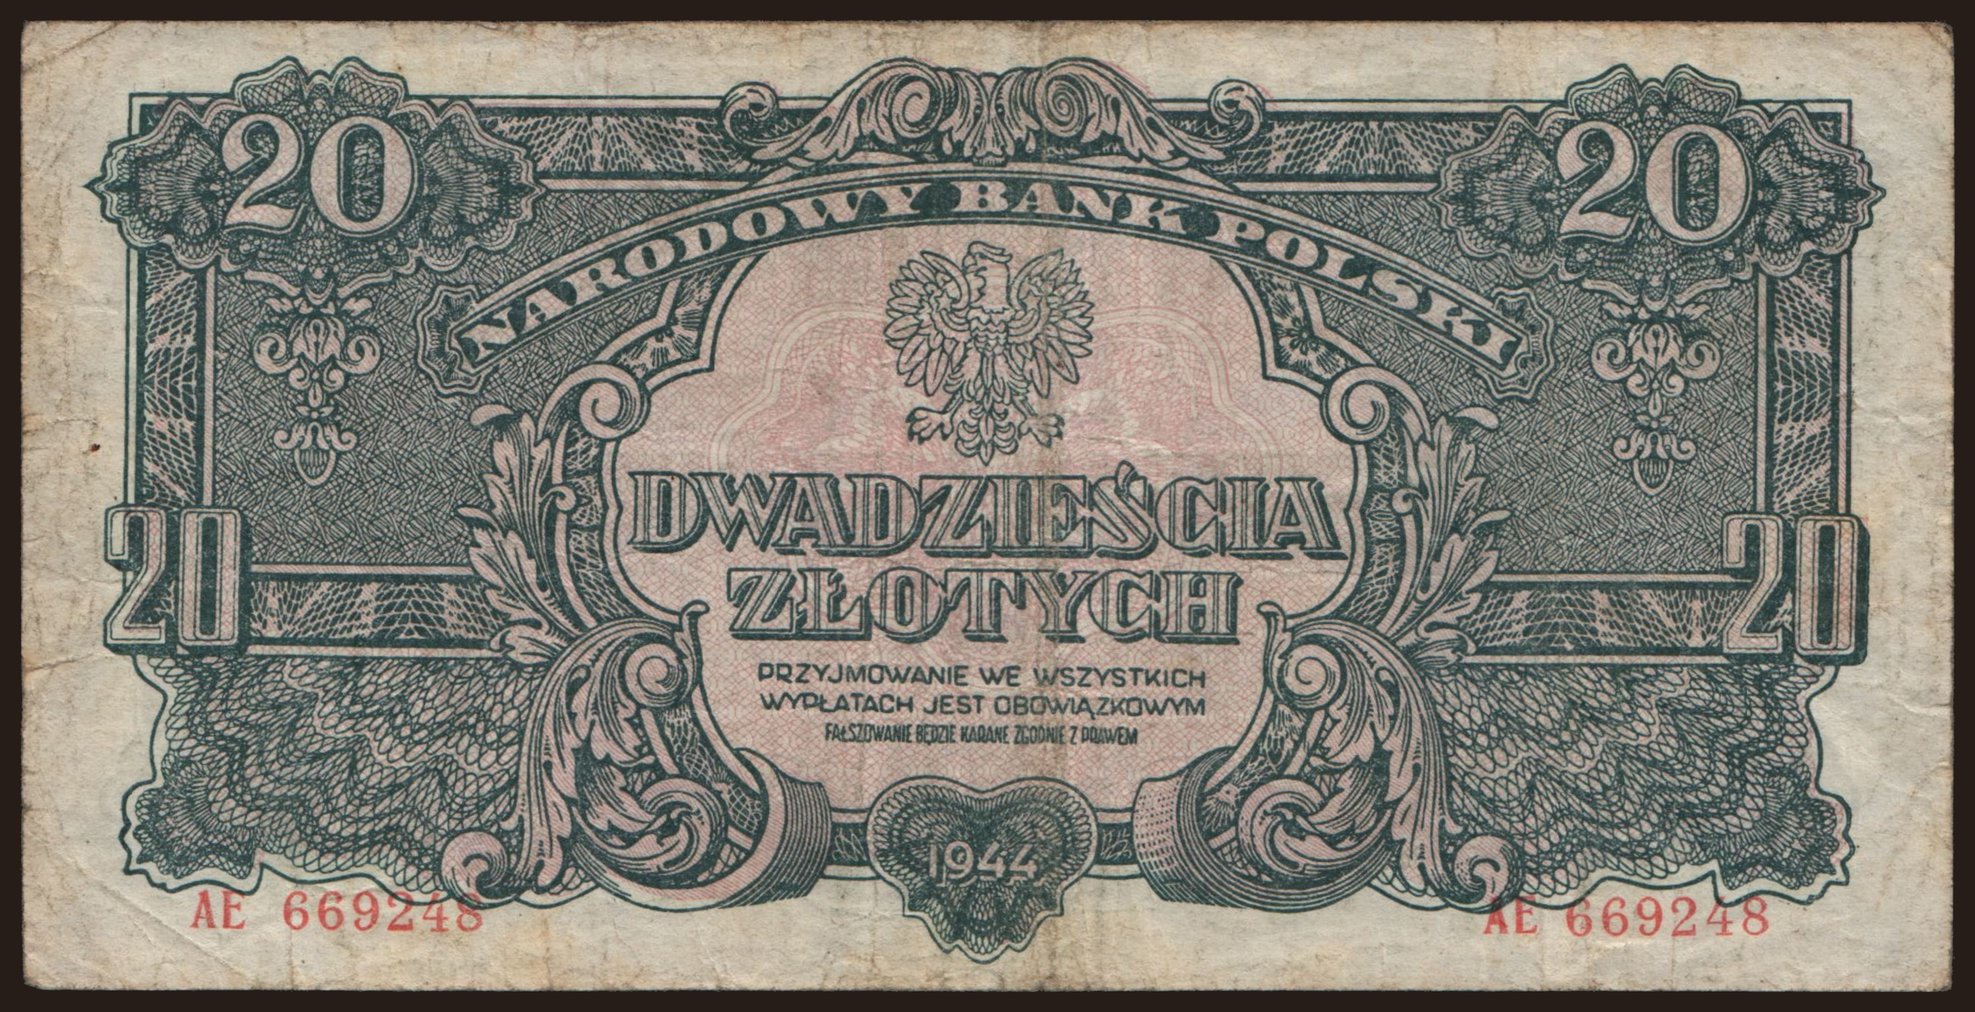 20 20
NARODOWY BANK POLSKI
DWADZIEŚCIA
ZŁOTYCH
20 20
PRZYJMOWANIE WE WSZYSTKICH
WYPŁATACH JEST OBOWIĄZKOWYM
FAŁSZOWANIE BĘDZIE KARANE ZGODNIE Z PRAWEM
1944
AE 669248 AE 669248